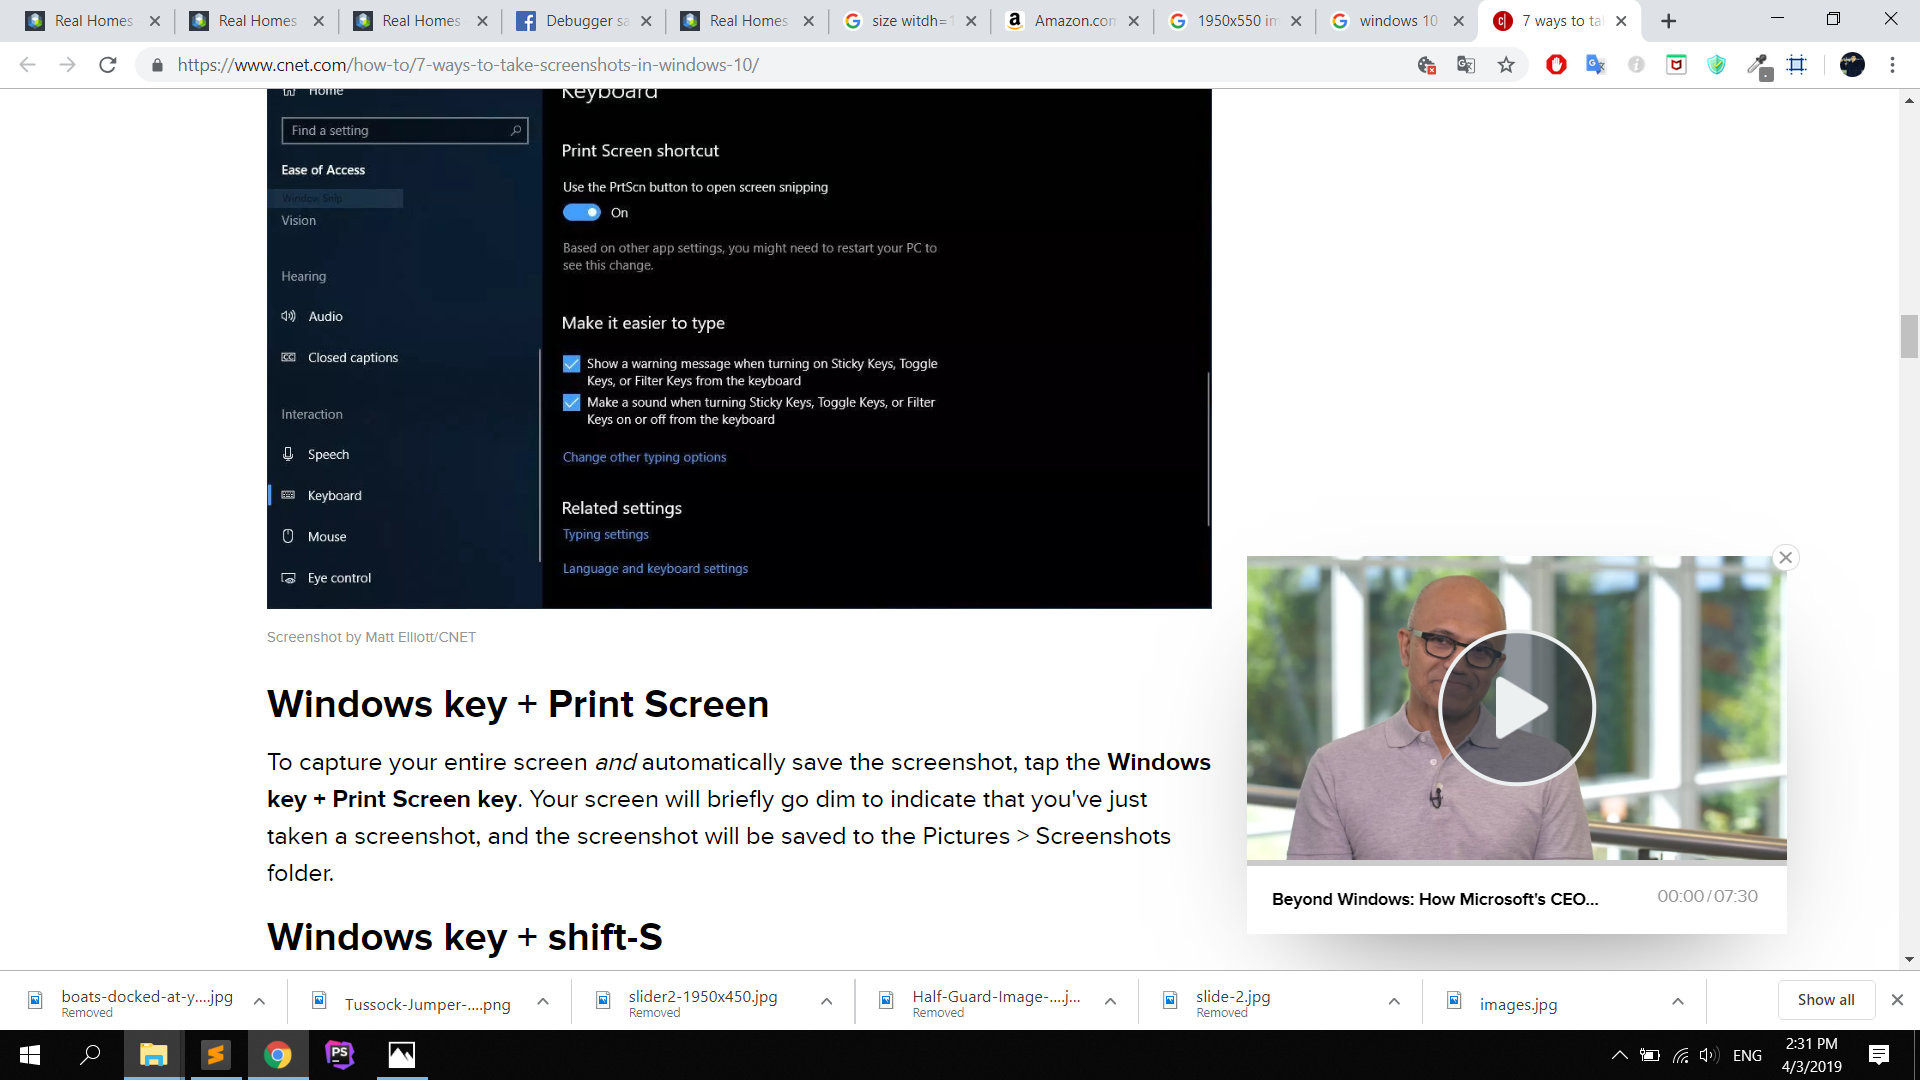 Real Homes
Real Homes
Real Homes
Debugger sa
Real Homes
size witdh=1
Amazon.com
1950x550 im
windows 10
7 ways to tak
https://www.cnet.com/how-to/7-ways-to-take-screenshots-in-windows-10/
Home
Find a setting
Ease of Access
Window Snip
Vision
Hearing
Audio
Closed captions
Interaction
Speech
Keyboard
Mouse
Eye control
Keyboard
Print Screen shortcut
Use the PrtScn button to open screen snipping
On
Based on other app settings, you might need to restart your PC to
see this change.
Make it easier to type
Show a warning message when turning on Sticky Keys, Toggle
Keys, or Filter Keys from the keyboard
Make a sound when turning Sticky Keys, Toggle Keys, or Filter
Keys on or off from the keyboard
Change other typing options
Related settings
Typing settings
Language and keyboard settings
Screenshot by Matt Elliott/CNET
Windows key + Print Screen
To capture your entire screen and automatically save the screenshot, tap the Windows
key + Print Screen key. Your screen will briefly go dim to indicate that you've just
taken a screenshot, and the screenshot will be saved to the Pictures > Screenshots
folder.
Windows key + shift-S
Beyond Windows: How Microsoft's CEO...
00:00/07:30
boats-docked-at-y....jpg
Removed
Tussock-Jumper-....png
slider2-1950x450.jpg
Removed
Half-Guard-Image-....j...
Removed
slide-2.jpg
Removed
images.jpg
Show all
PS
ENG
2:31 PM
4/3/2019